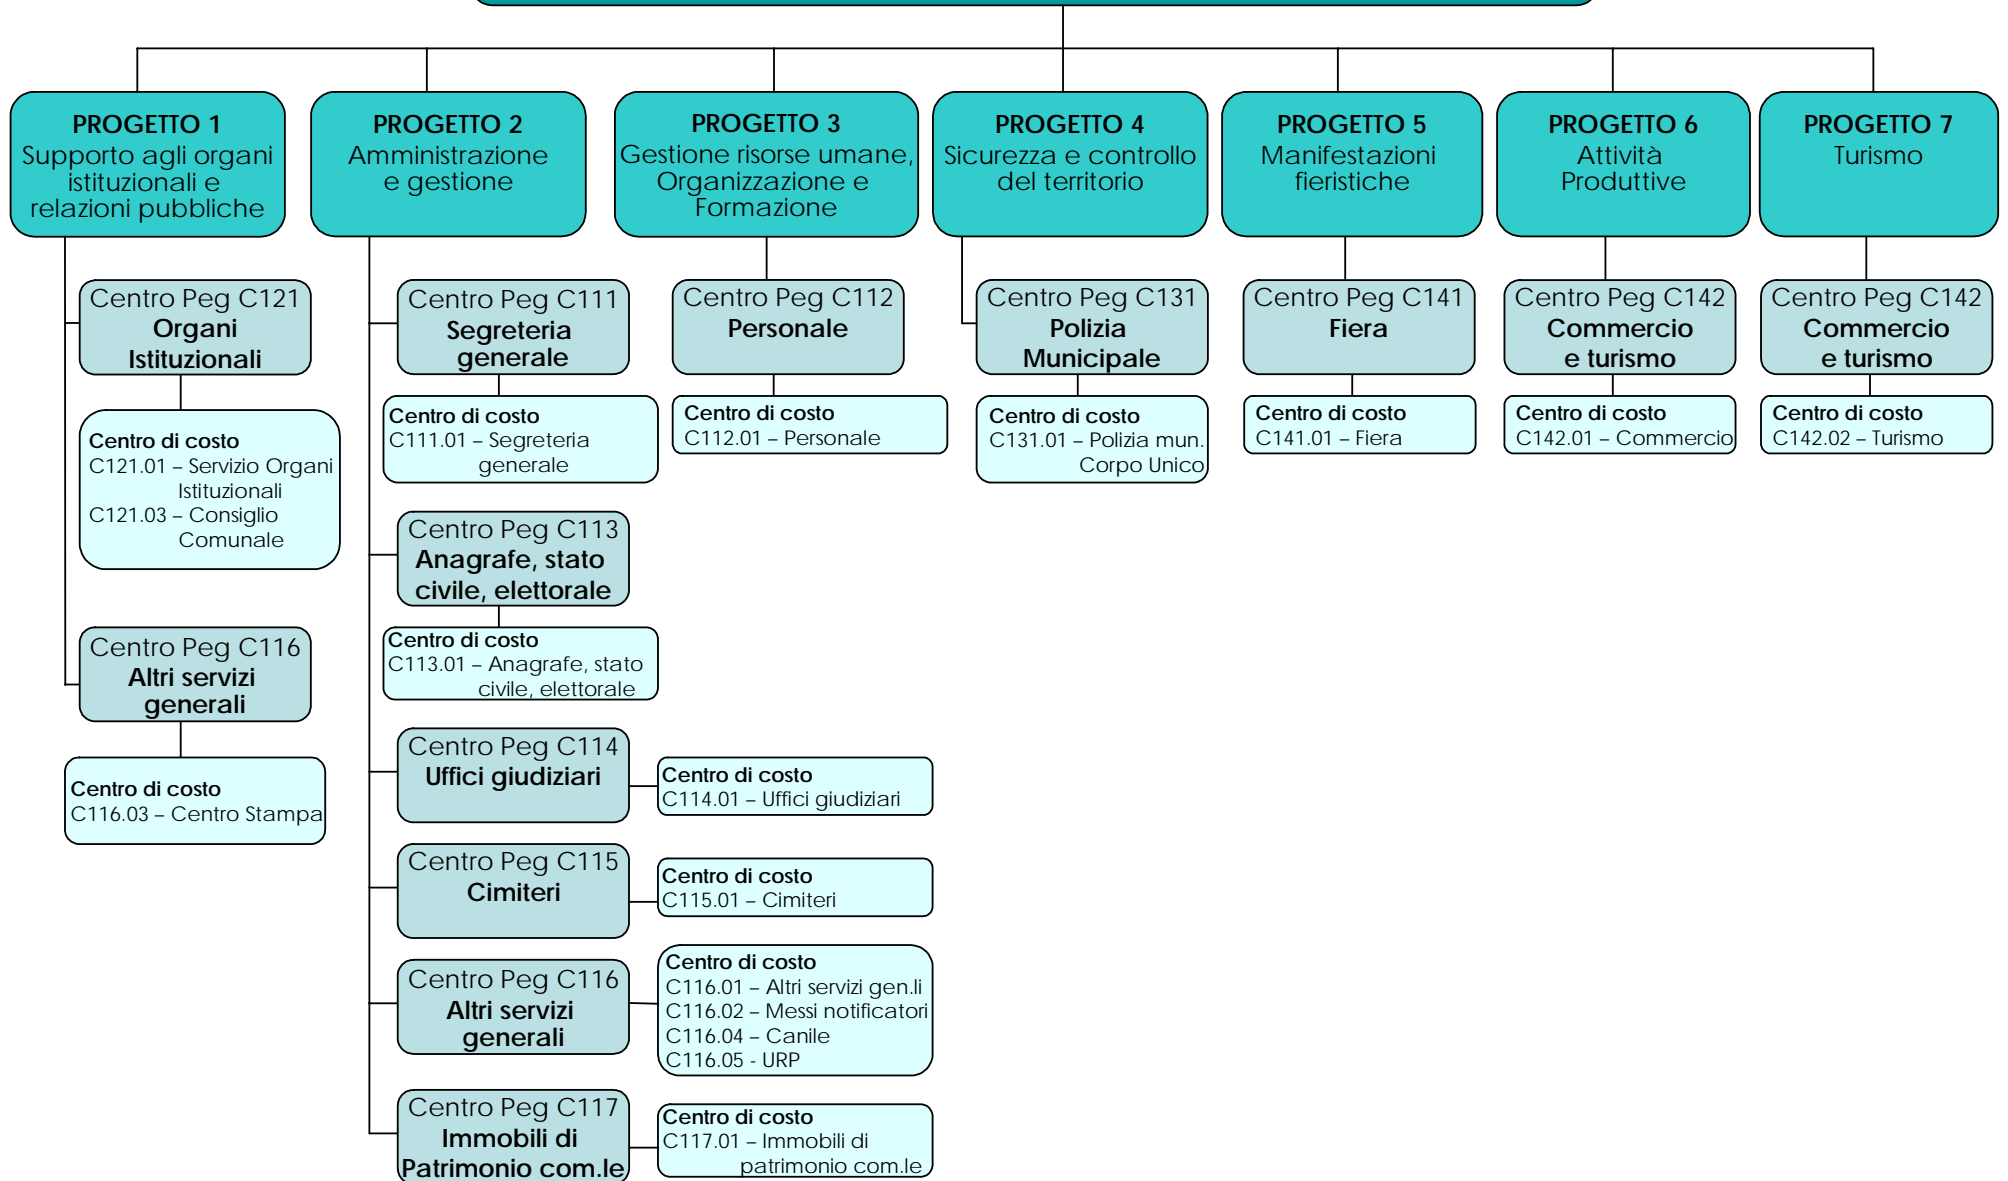 PROGETTO 1
Supporto agli organi
istituzionali e
relazioni pubbliche
PROGETTO 2
Amministrazione
e gestione
PROGETTO 3
Gestione risorse umane,
Organizzazione e
Formazione
PROGETTO 4
Sicurezza e controllo
del territorio
PROGETTO 5
Manifestazioni
fieristiche
PROGETTO 6
Attività
Produttive
PROGETTO 7
Turismo
Centro Peg C121
Organi
Istituzionali
Centro di costo
C121.01 – Servizio Organi
Istituzionali
C121.03 – Consiglio
Comunale
Centro Peg C116
Altri servizi
generali
Centro di costo
C116.03 – Centro Stampa
Centro Peg C111
Segreteria
generale
Centro di costo
C111.01 – Segreteria
generale
Centro Peg C113
Anagrafe, stato
civile, elettorale
Centro di costo
C113.01 – Anagrafe, stato
civile, elettorale
Centro Peg C114
Uffici giudiziari
Centro di costo
C114.01 – Uffici giudiziari
Centro Peg C115
Cimiteri
Centro di costo
C115.01 – Cimiteri
Centro Peg C116
Altri servizi
generali
Centro di costo
C116.01 – Altri servizi gen.li
C116.02 – Messi notificatori
C116.04 – Canile
C116.05 - URP
Centro Peg C117
Immobili di
Patrimonio com.le
Centro di costo
C117.01 – Immobili di
patrimonio com.le
Centro Peg C112
Personale
Centro di costo
C112.01 – Personale
Centro Peg C131
Polizia
Municipale
Centro di costo
C131.01 – Polizia mun.
Corpo Unico
Centro Peg C141
Fiera
Centro di costo
C141.01 – Fiera
Centro Peg C142
Commercio
e turismo
Centro di costo
C142.01 – Commercio
Centro Peg C142
Commercio
e turismo
Centro di costo
C142.02 – Turismo